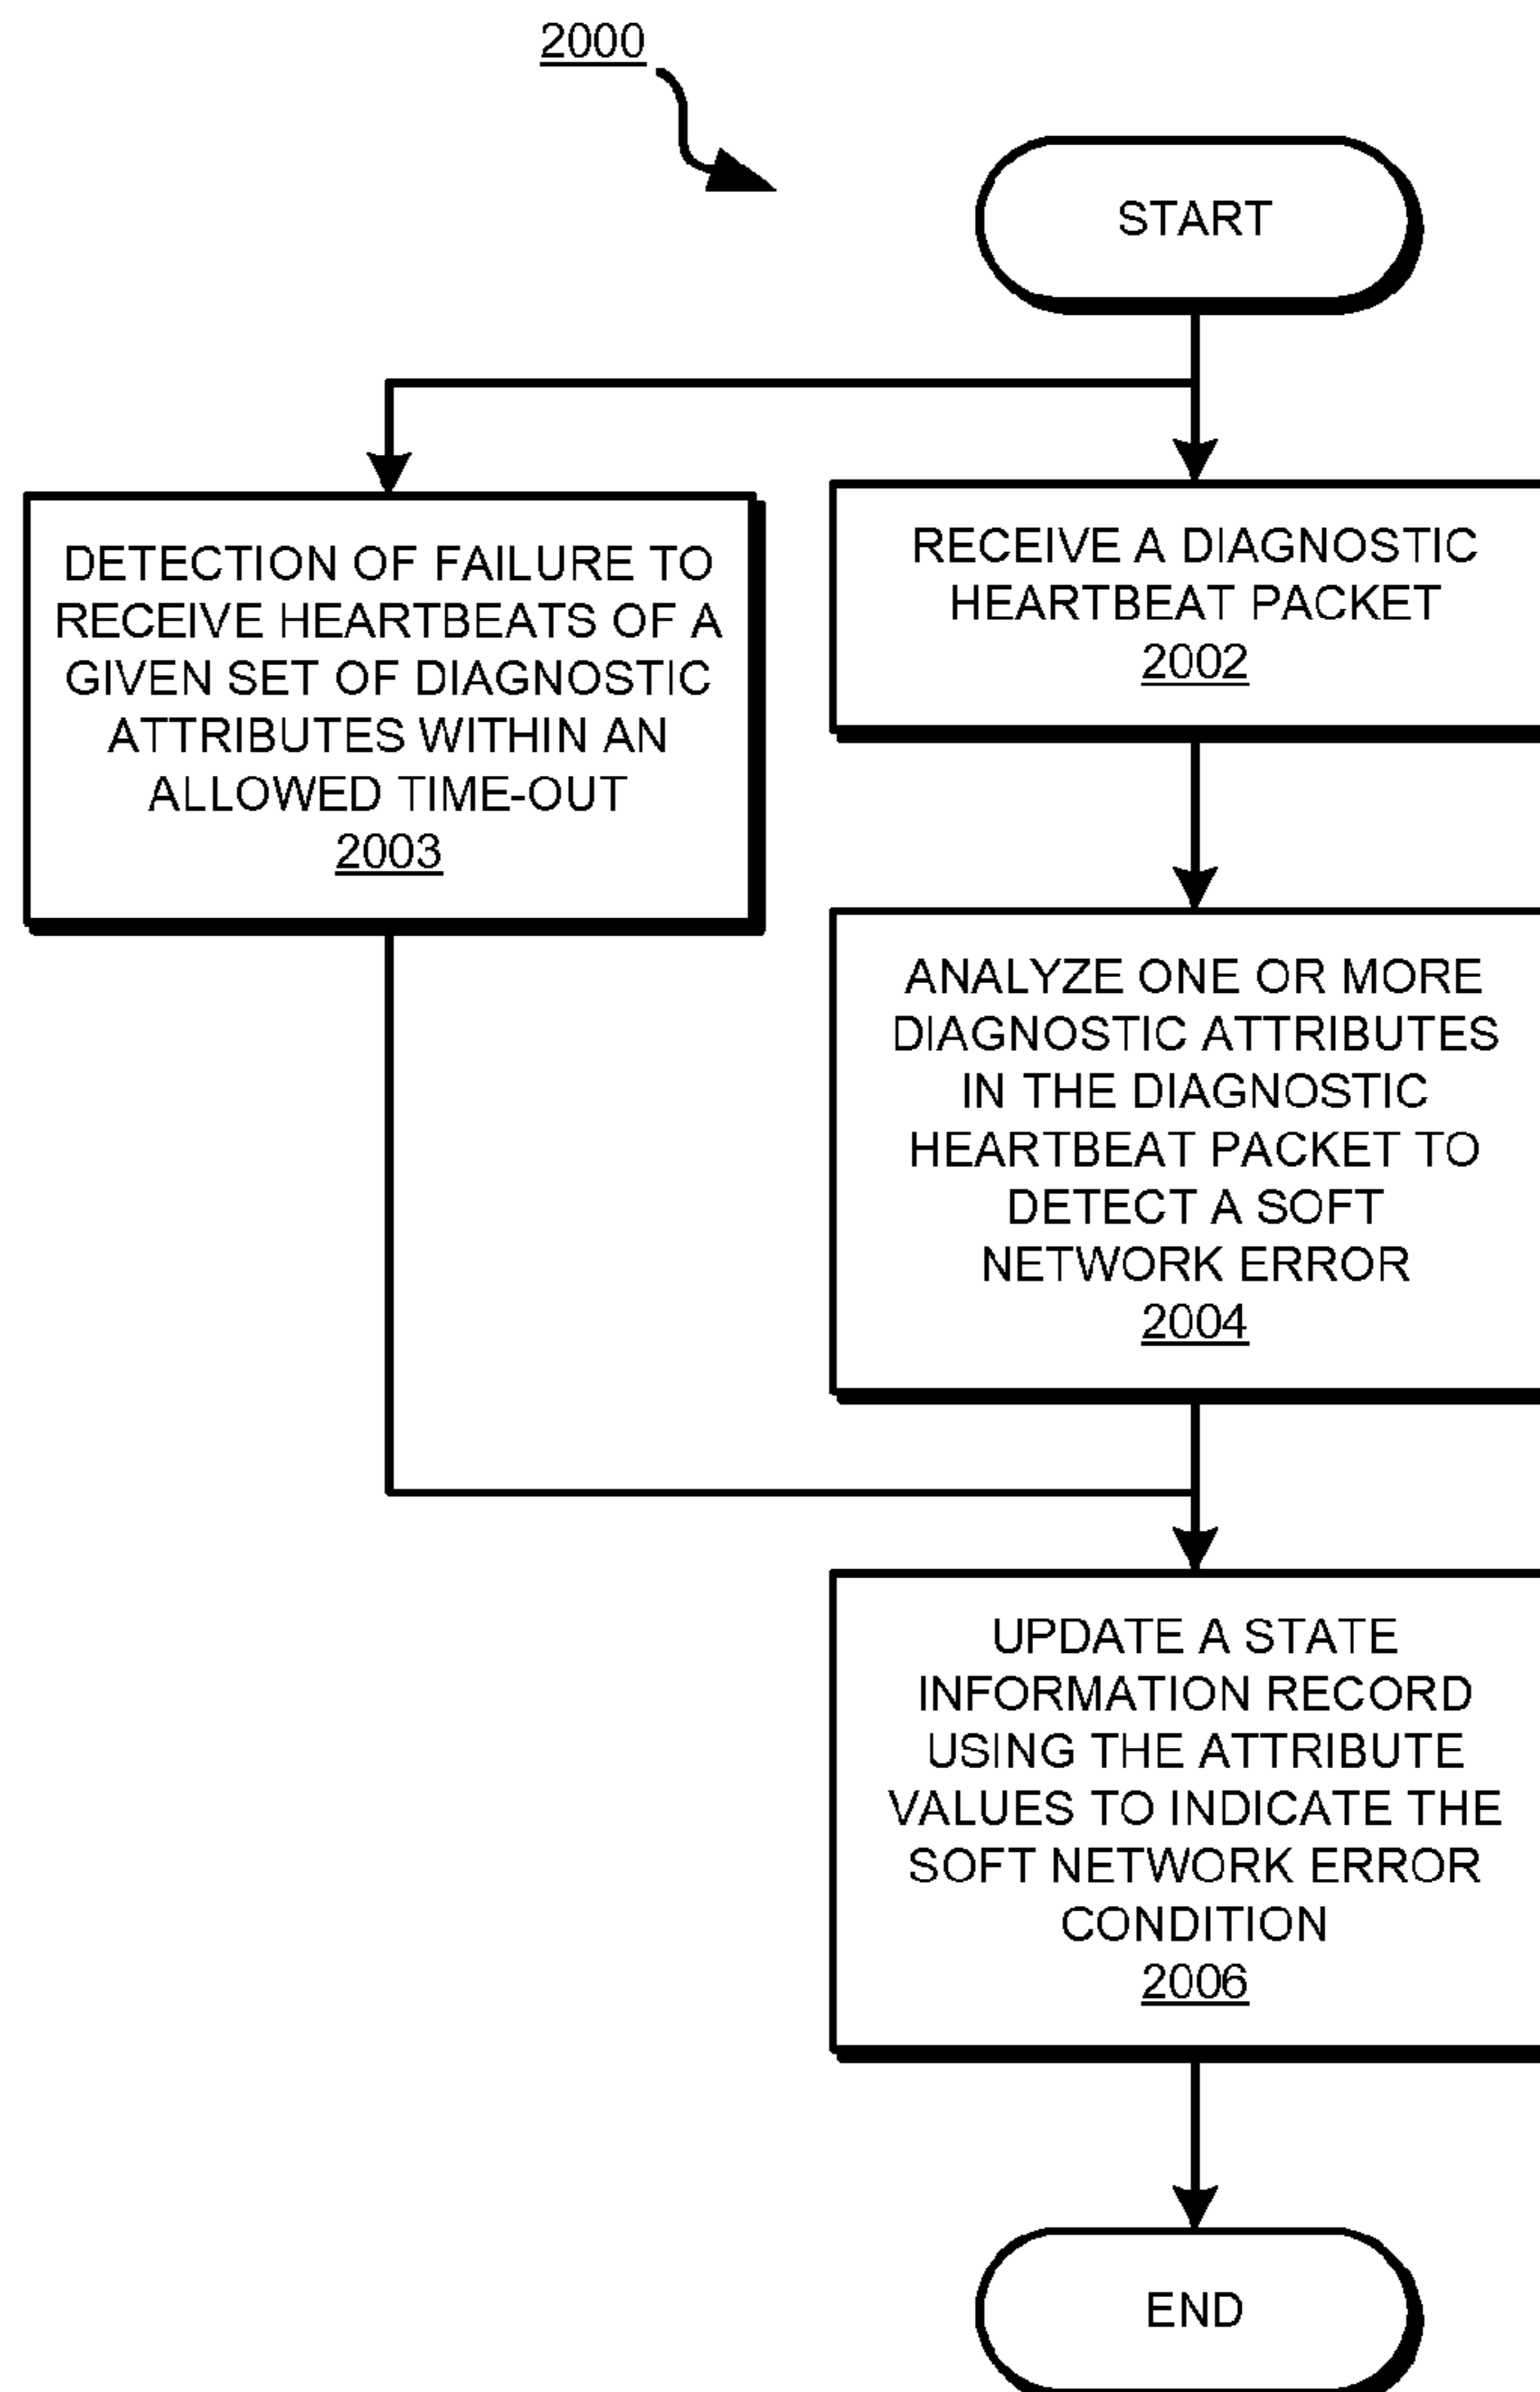 2000
START
DETECTION OF FAILURE TO
RECEIVE HEARTBEATS OF A
GIVEN SET OF DIAGNOSTIC
ATTRIBUTES WITHIN AN
ALLOWED TIME-OUT
2003
RECEIVE A DIAGNOSTIC
HEARTBEAT PACKET
2002
ANALYZE ONE OR MORE
DIAGNOSTIC ATTRIBUTES
IN THE DIAGNOSTIC
HEARTBEAT PACKET TO
DETECT A SOFT
NETWORK ERROR
2004
UPDATE A STATE
INFORMATION RECORD
USING THE ATTRIBUTE
VALUES TO INDICATE THE
SOFT NETWORK ERROR
CONDITION
2006
END